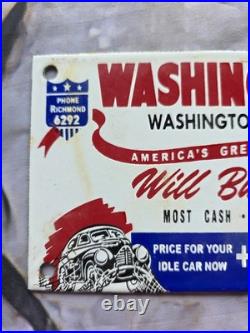 PHONE
RICHMOND
6292
WASHING
WASHINGTO
AMERICA'S GRE
Will B
MOST CASH
PRICE FOR YOUR
IDLE CAR NOW +